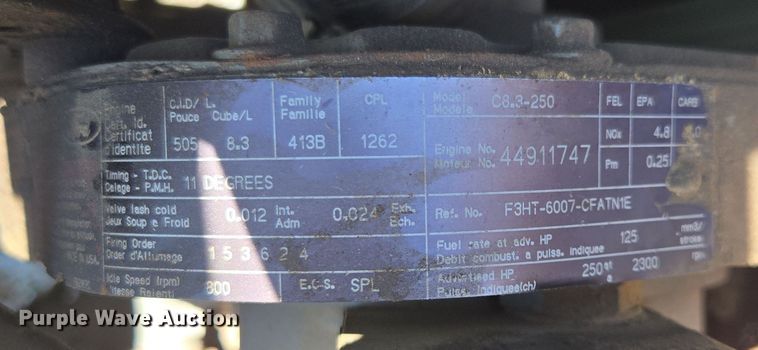 Engine
Cert. Id.
Certificat
d'identite
C.I.D/ L.
Pouce Cube/L
505 8.3
Family
Famille
413B
CPL
1262
Model
Modele C8.3-250
Engine No.
Moteur No. 44911747
FEL EPA CARB
NOx 4.8
Pm 0.25
Timing - T.D.C.
Calage - P.M.H. 11 DEGREES
Valve lash cold
Jeux Soup a Froid 0.012 Int. Adm 0.024 Exh. Ech.
Ref. No. F3HT-6007-CFATN1E
Firing Order
Order d'Allumage 1 5 3 6 2 4
Fuel rate at adv. HP
Debit combust. a puiss. indiquee 125 mm3/ stroke
Idle Speed (rpm)
Vitesse Ralenti 800
E.C.S. SPL
Advertised HP
Puiss. Indiquee(ch) 250 at a 2300 rpm
MADE IN
U.S.A.
Purple Wave Auction